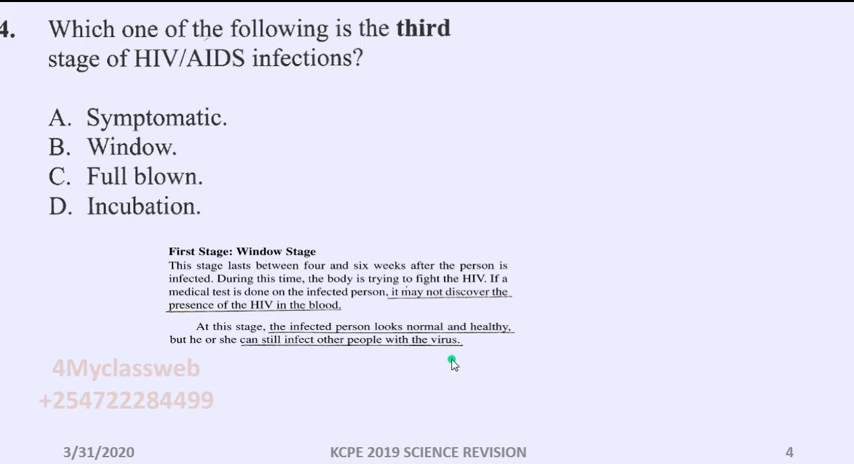 4. Which one of the following is the third
stage of HIV/AIDS infections?
A. Symptomatic.
B. Window.
C. Full blown.
D. Incubation.
First Stage: Window Stage
This stage lasts between four and six weeks after the person is
infected. During this time, the body is trying to fight the HIV. If a
medical test is done on the infected person, it may not discover the
presence of the HIV in the blood.
At this stage, the infected person looks normal and healthy,
but he or she can still infect other people with the virus.
4Myclassweb
+254722284499
3/31/2020 KCPE 2019 SCIENCE REVISION 4